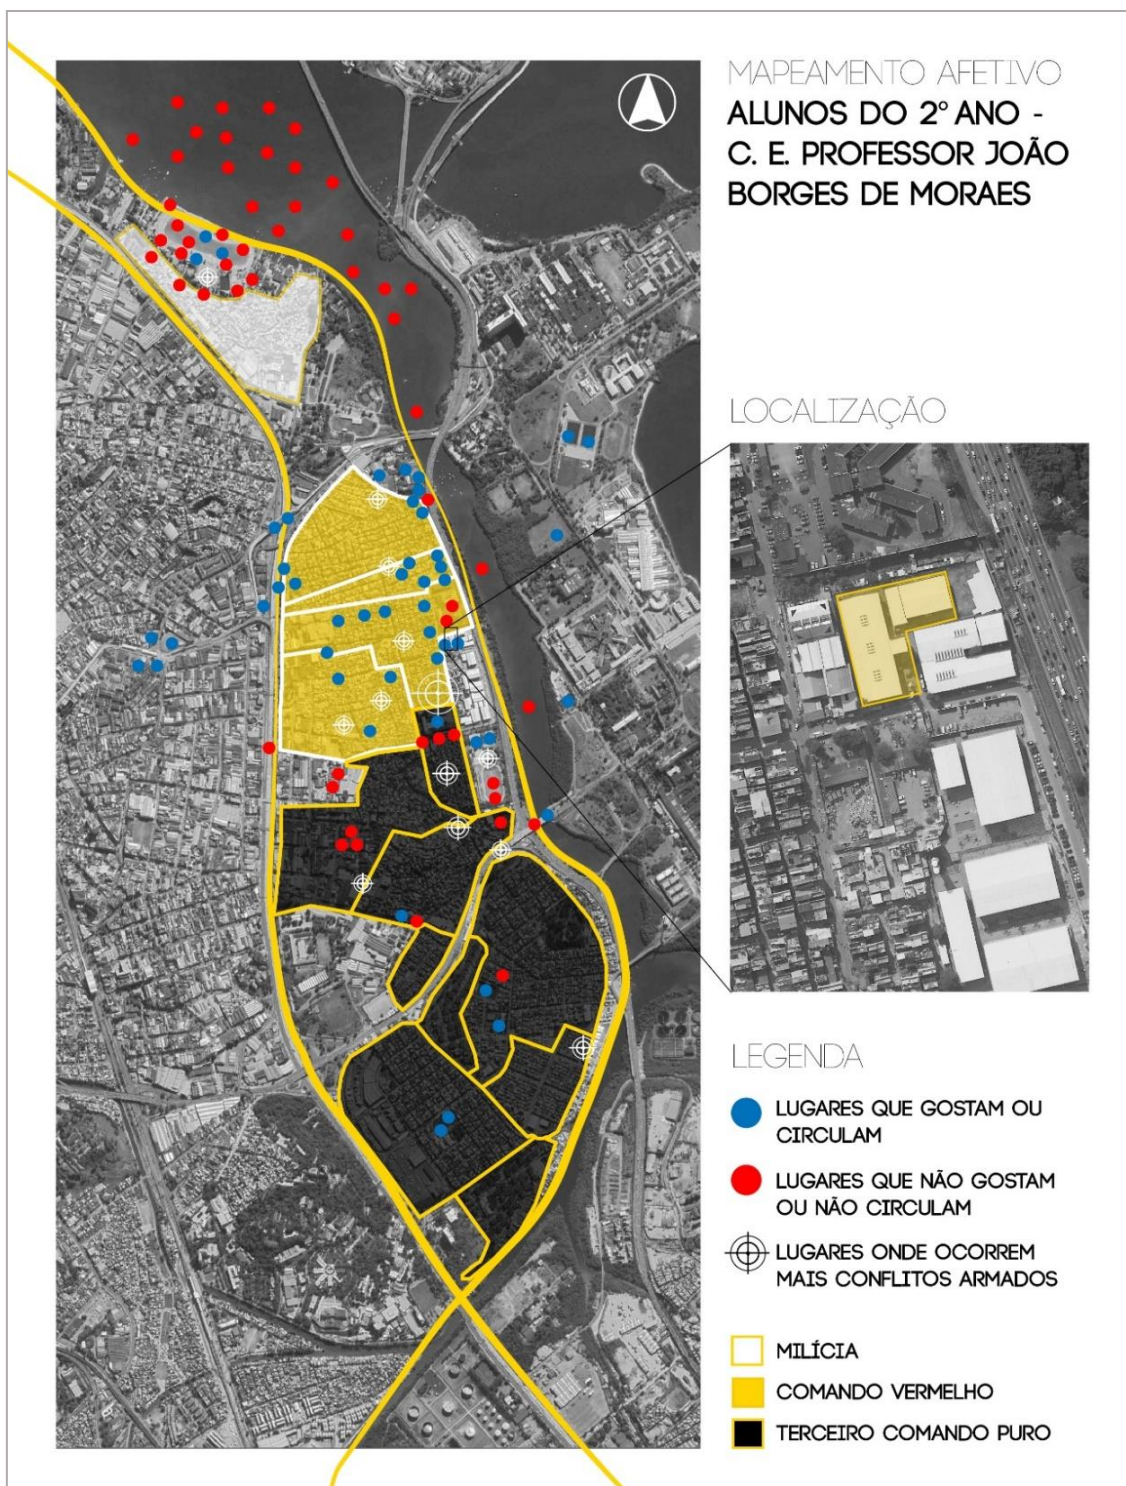 MAPEAMENTO AFETIVO
ALUNOS DO 2º ANO -
C. E. PROFESSOR JOÃO
BORGES DE MORAES
LOCALIZAÇÃO
LEGENDA
LUGARES QUE GOSTAM OU
CIRCULAM
LUGARES QUE NÃO GOSTAM
OU NÃO CIRCULAM
LUGARES ONDE OCORREM
MAIS CONFLITOS ARMADOS
MILÍCIA
COMANDO VERMELHO
TERCEIRO COMANDO PURO